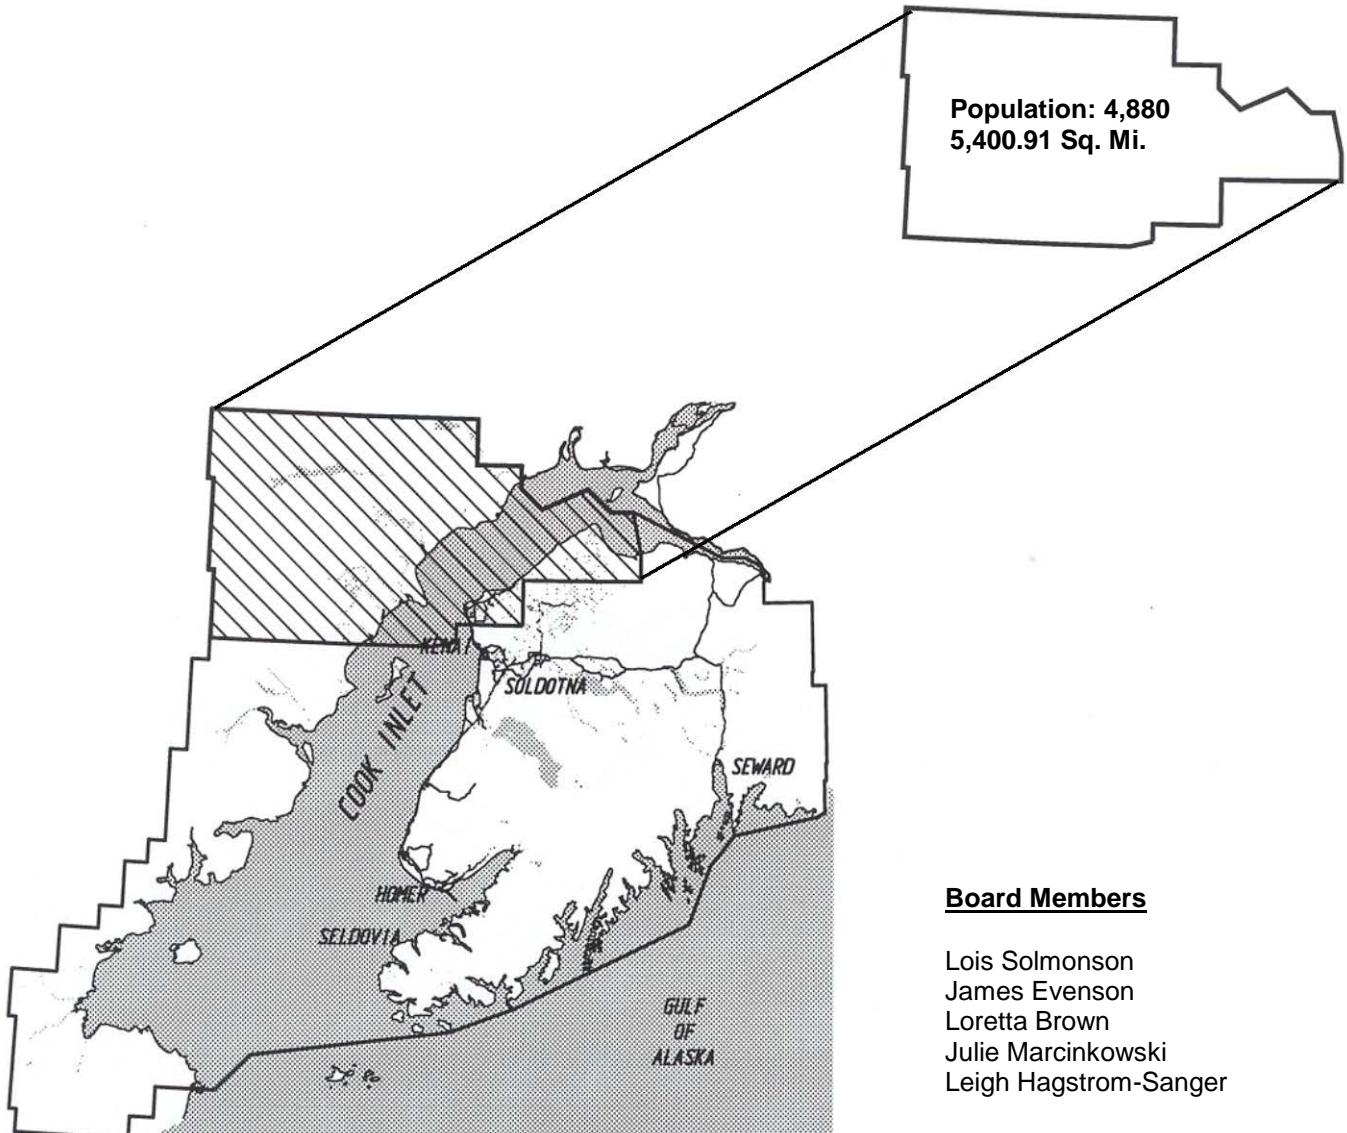 Population: 4,880
5,400.91 Sq. Mi.
KENAI
SOLDOTNA
COOK INLET
SEWARD
HOMER
SELDOVIA
GULF
OF
ALASKA
Board Members
Lois Solmonson
James Evenson
Loretta Brown
Julie Marcinkowski
Leigh Hagstrom-Sanger